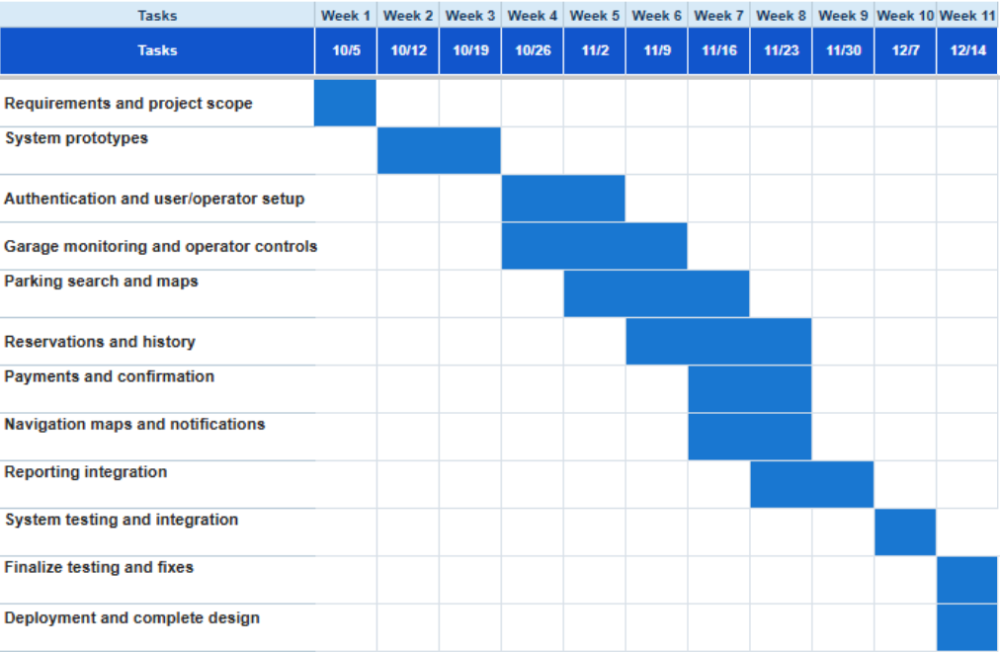 Tasks Week 1 Week 2 Week 3 Week 4 Week 5 Week 6 Week 7 Week 8 Week 9 Week 10 Week 11
Tasks 10/5 10/12 10/19 10/26 11/2 11/9 11/16 11/23 11/30 12/7 12/14
Requirements and project scope
System prototypes
Authentication and user/operator setup
Garage monitoring and operator controls
Parking search and maps
Reservations and history
Payments and confirmation
Navigation maps and notifications
Reporting integration
System testing and integration
Finalize testing and fixes
Deployment and complete design